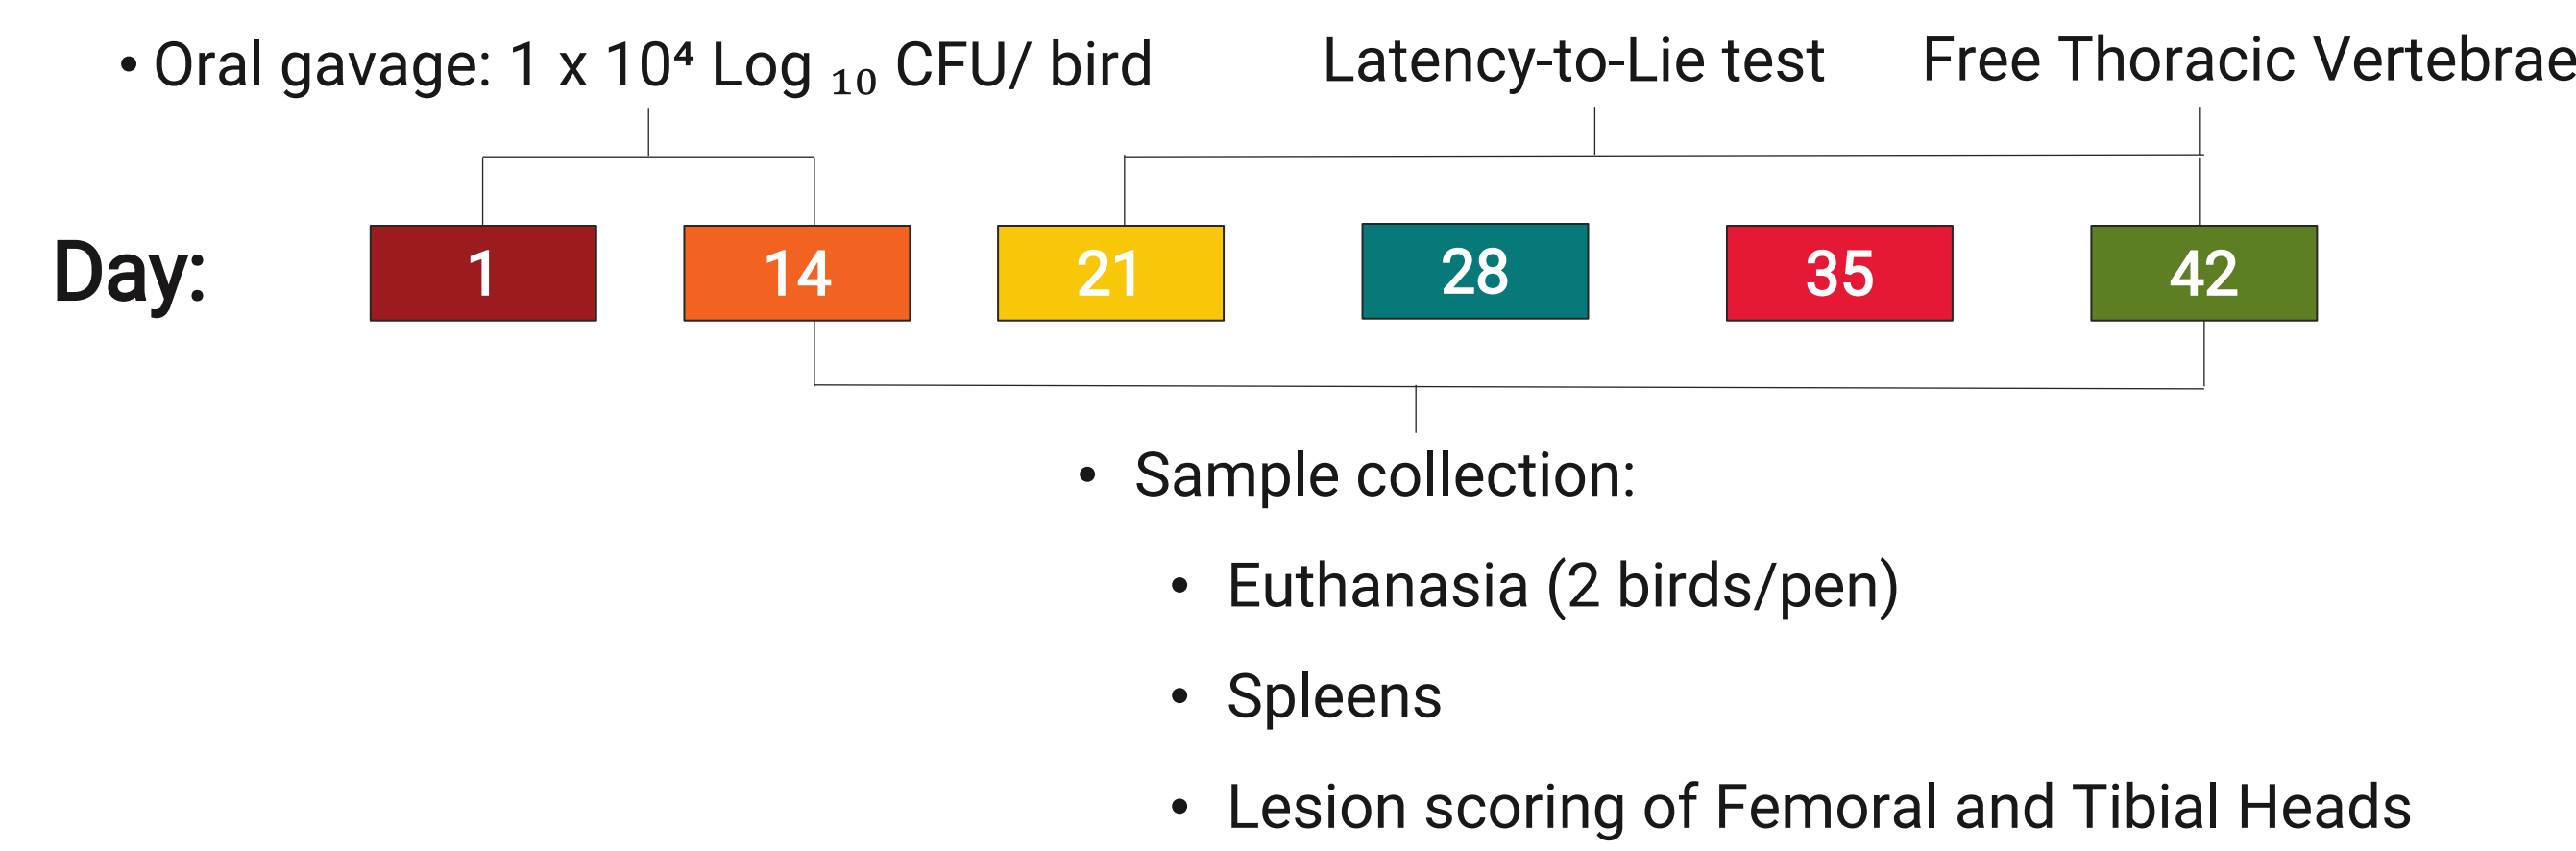 • Oral gavage: 1 x 10⁴ Log ₁₀ CFU/ bird
Latency-to-Lie test
Free Thoracic Vertebrae
Day:
1
14
21
28
35
42
• Sample collection:
• Euthanasia (2 birds/pen)
• Spleens
• Lesion scoring of Femoral and Tibial Heads